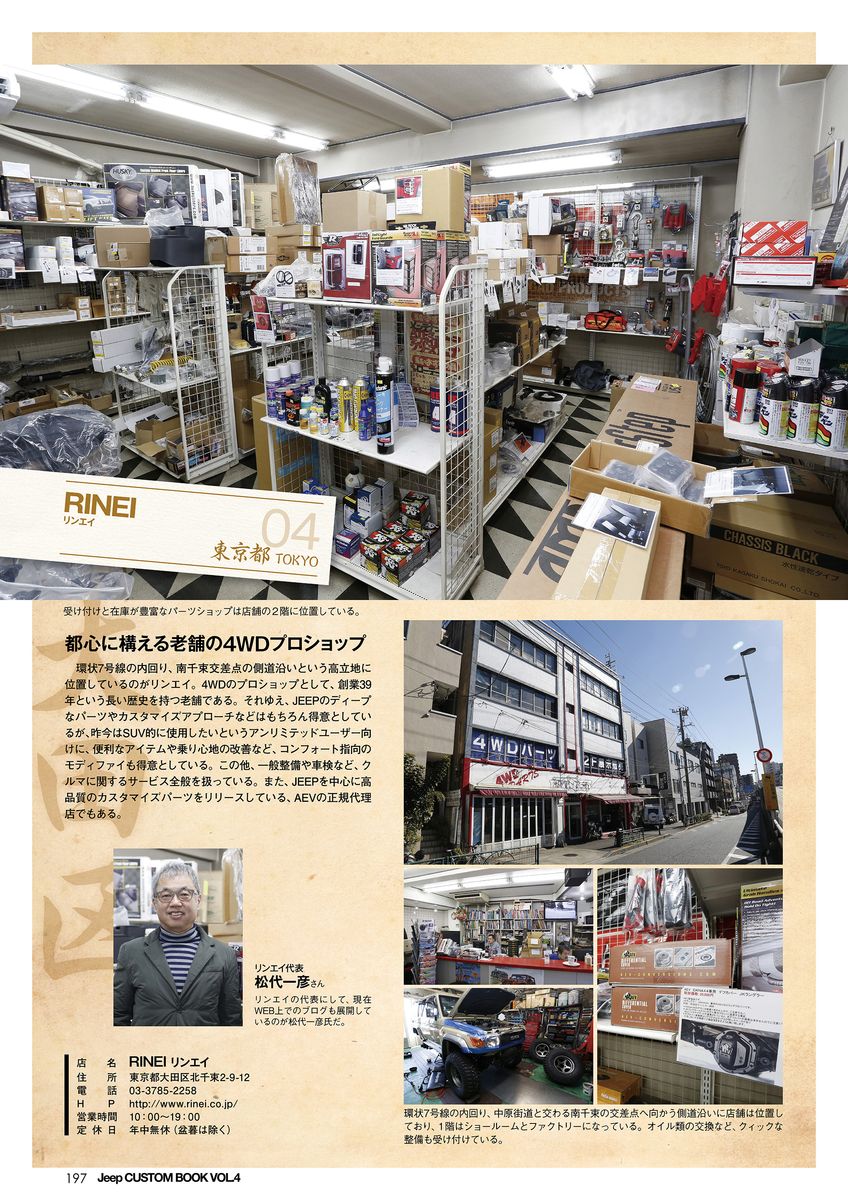 HUSKY
CHASSIS BLACK
水性速乾タイプ
TOYO KAGAKU SHOKAI CO.,LTD
RINEI
リンエイ
04
東京都 TOKYO
受け付けと在庫が豊富なパーツショップは店舗の2階に位置している。
都心に構える老舗の4WDプロショップ
環状7号線の内回り、南千束交差点の側道沿いという高立地に
位置しているのがリンエイ。4WDのプロショップとして、創業39
年という長い歴史を持つ老舗である。それゆえ、JEEPのディープ
なパーツやカスタマイズアプローチなどはもちろん得意としてい
るが、昨今はSUV的に使用したいというアンリミテッドユーザー向
けに、便利なアイテムや乗り心地の改善など、コンフォート指向の
モディファイも得意としている。この他、一般整備や車検など、ク
ルマに関するサービス全般を扱っている。また、JEEPを中心に高
品質のカスタマイズパーツをリリースしている、AEVの正規代理
店でもある。
4WDパーツ
リンエイ代表
松代一彦さん
リンエイの代表にして、現在
WEB上でのブログも展開して
いるのが松代一彦氏だ。
DIFFERENTIAL
COVER
AEV-CONVERSIONS.COM
DIFFERENTIAL
COVER
店名 RINEI リンエイ
住所 東京都大田区北千束2-9-12
電話 03-3785-2258
HP http://www.rinei.co.jp/
営業時間 10:00〜19:00
定休日 年中無休(盆暮は除く)
環状7号線の内回り、中原街道と交わる南千束の交差点へ向かう側道沿いに店舗は位置し
ており、1階はショールームとファクトリーになっている。オイル類の交換など、クィックな
整備も受け付けている。
197 Jeep CUSTOM BOOK VOL.4